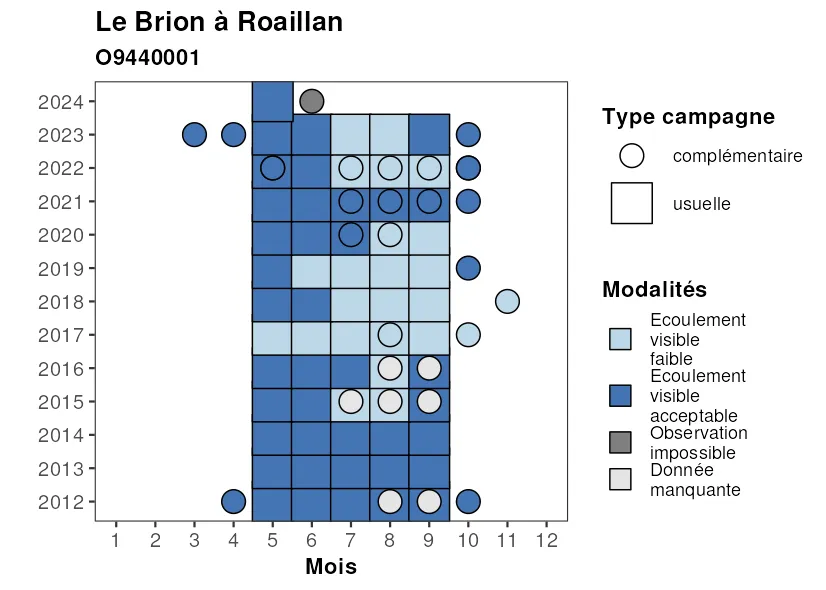 Le Brion à Roaillan
O9440001
2024
2023
2022
2021
2020
2019
2018
2017
2016
2015
2014
2013
2012
1 2 3 4 5 6 7 8 9 10 11 12
Mois
Type campagne
complémentaire
usuelle
Modalités
Ecoulement
visible
faible
Ecoulement
visible
acceptable
Observation
impossible
Donnée
manquante